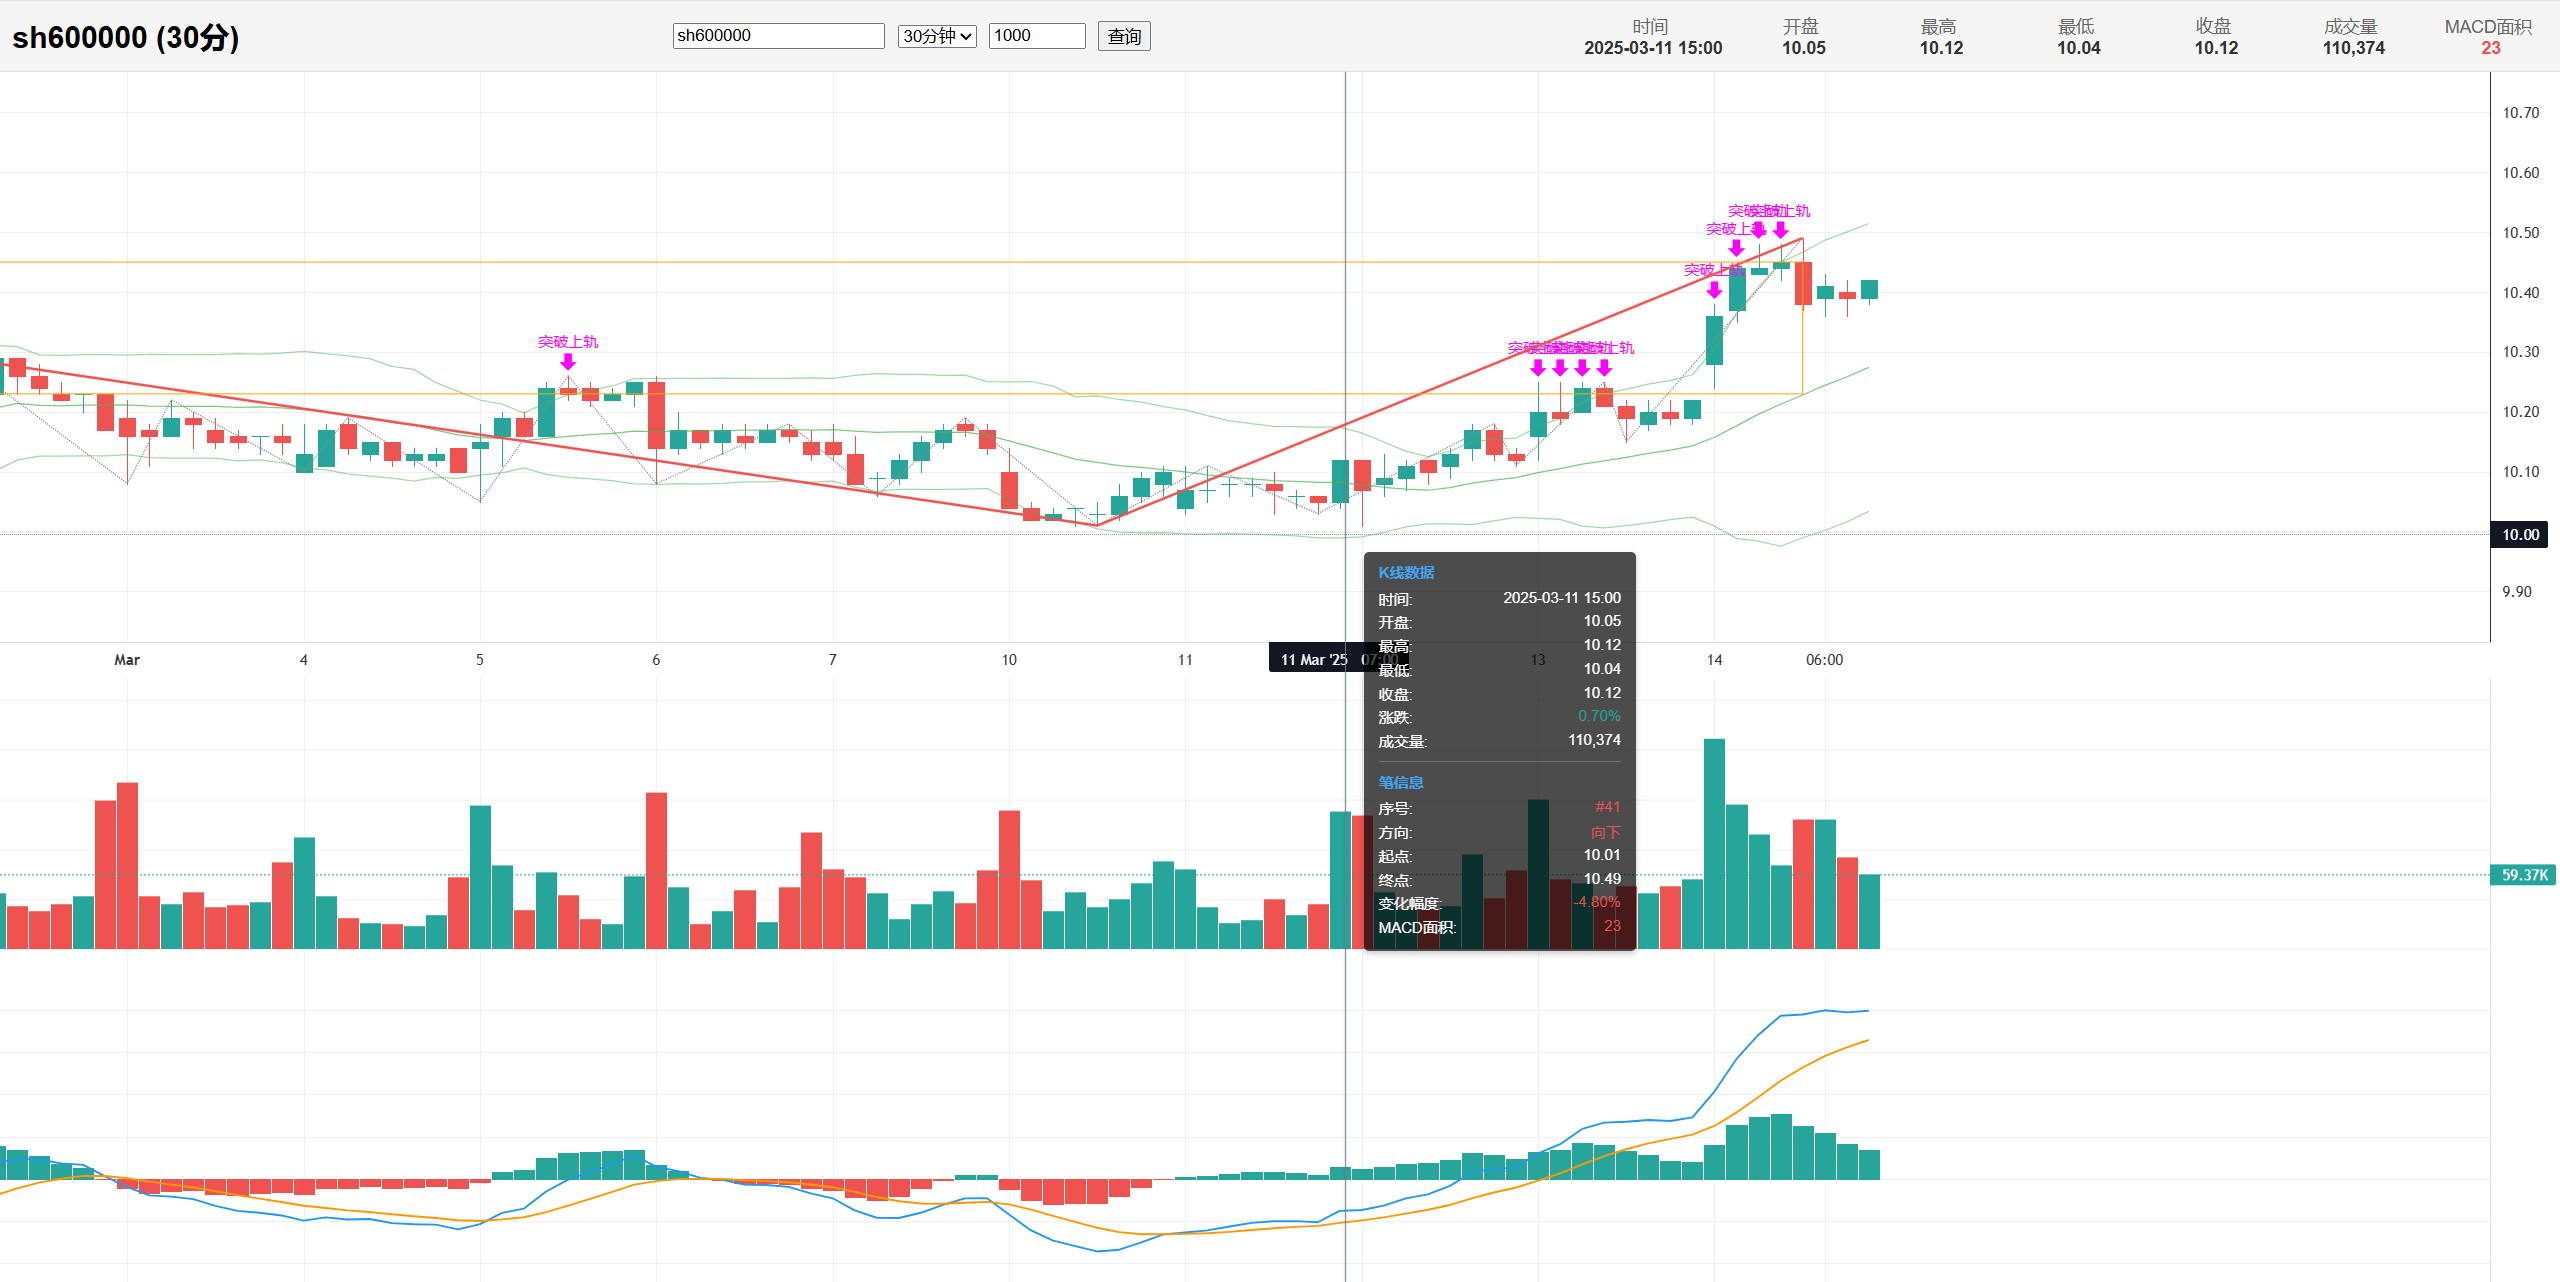 sh600000 (30分)
sh600000
30分钟
1000
查询
时间
2025-03-11 15:00
开盘
10.05
最高
10.12
最低
10.04
收盘
10.12
成交量
110,374
MACD面积
23
10.70
10.60
10.50
10.40
10.30
10.20
10.10
10.00
9.90
突破上轨
突破上轨
突破上轨
突破上轨
突破上轨
Mar
4
5
6
7
10
11
11 Mar '25 07:00
13
14
06:00
K线数据
时间: 2025-03-11 15:00
开盘: 10.05
最高: 10.12
最低: 10.04
收盘: 10.12
涨跌: 0.70%
成交量: 110,374
笔信息
序号: #41
方向: 向下
起点: 10.01
终点: 10.49
变化幅度: -4.80%
MACD面积: 23
59.37K